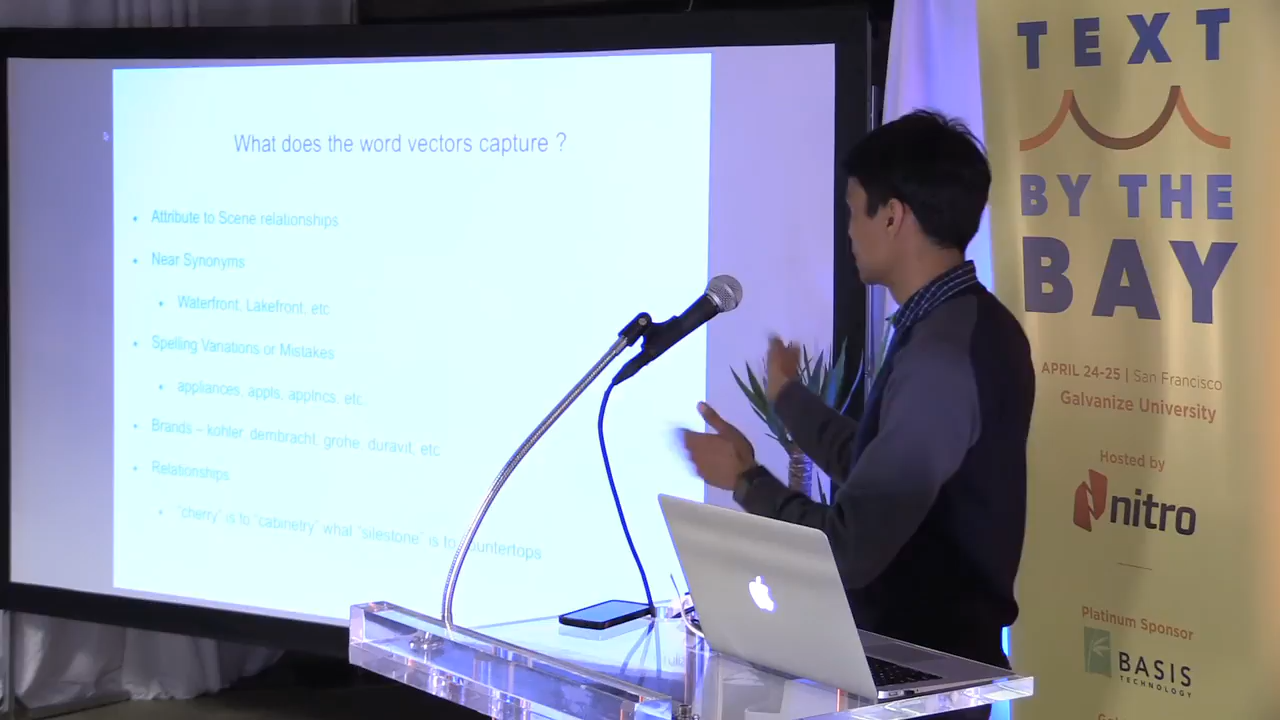 What does the word vectors capture ?
Attribute to Scene relationships
Near Synonyms
Waterfront, Lakefront, etc
Spelling Variations or Mistakes
appliances, appls, applncs, etc
Brands – kohler, dembracht, grohe, duravit, etc
Relationships
"cherry" is to "cabinetry" what "silestone" is to countertops
TEXT
BY THE
BAY
APRIL 24-25 | San Francisco
Galvanize University
Hosted by
nitro
Platinum Sponsor
BASIS
TECHNOLOGY